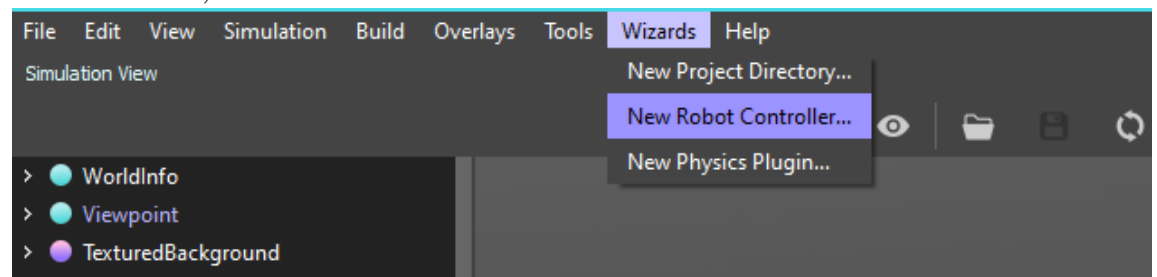 File Edit View Simulation Build Overlays Tools Wizards Help
Simulation View
New Project Directory...
New Robot Controller...
New Physics Plugin...
WorldInfo
Viewpoint
TexturedBackground